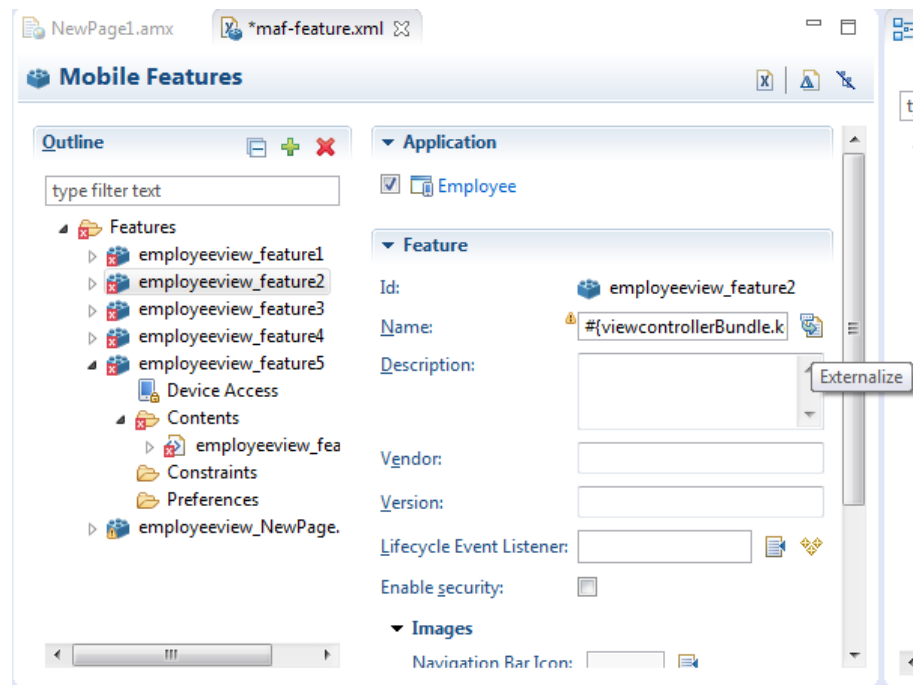 NewPage1.amx
*maf-feature.xml
Mobile Features
Outline
type filter text
Features
employeeview_feature1
employeeview_feature2
employeeview_feature3
employeeview_feature4
employeeview_feature5
Device Access
Contents
employeeview_fea
Constraints
Preferences
employeeview_NewPage.
Application
Employee
Feature
Id:
employeeview_feature2
Name:
#{viewcontrollerBundle.k
Description:
Externalize
Vendor:
Version:
Lifecycle Event Listener:
Enable security:
Images
Navigation Bar Icon:
t